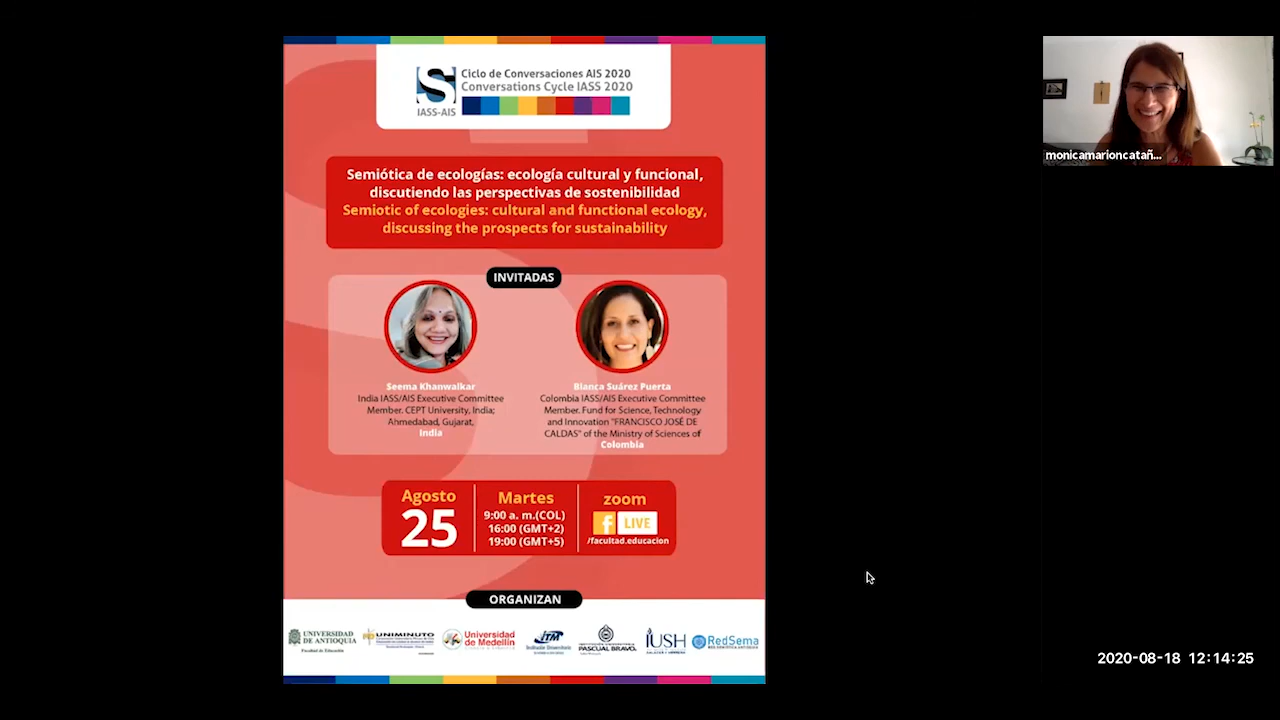 Ciclo de Conversaciones AIS 2020
Conversations Cycle IASS 2020
IASS-AIS
Semiótica de ecologías: ecología cultural y funcional,
discutiendo las perspectivas de sostenibilidad
Semiotic of ecologies: cultural and functional ecology,
discussing the prospects for sustainability
INVITADAS
Seema Khanwalkar
India IASS/AIS Executive Committee
Member. CEPT University, India;
Ahmedabad, Gujarat,
India
Blanca Suárez Puerta
Colombia IASS/AIS Executive Committee
Member. Fund for Science, Technology
and Innovation "FRANCISCO JOSÉ DE
CALDAS" of the Ministry of Sciences of
Colombia
Agosto
25
Martes
9:00 a. m.(COL)
16:00 (GMT+2)
19:00 (GMT+5)
zoom
f LIVE
/facultad.educacion
ORGANIZAN
UNIVERSIDAD
DE ANTIOQUIA
Facultad de Educación
UNIMINUTO
Universidad
de Medellín
ITM
PASCUAL BRAVO
IUSH
RedSema
monicamarioncatañ...
2020-08-18 12:14:25